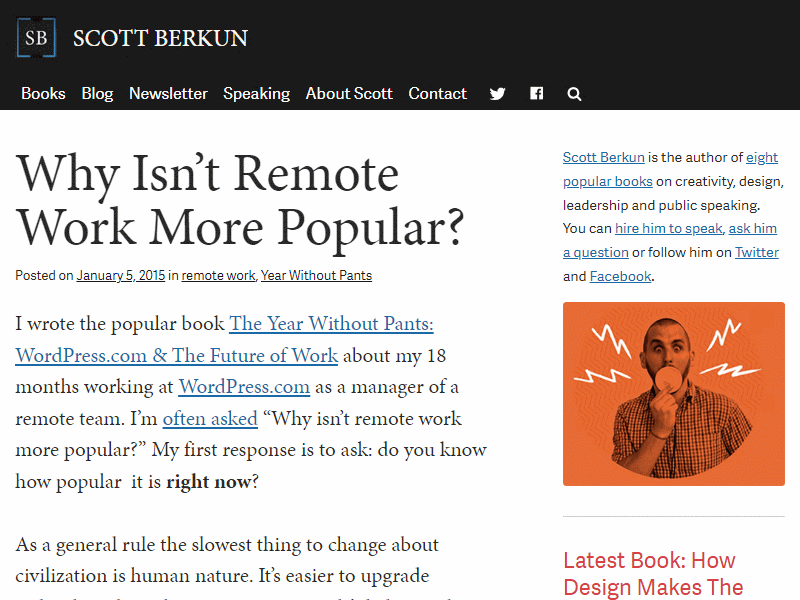 SB
SCOTT BERKUN
Books Blog Newsletter Speaking About Scott Contact
Why Isn’t Remote
Work More Popular?
Posted on January 5, 2015 in remote work, Year Without Pants
I wrote the popular book The Year Without Pants:
WordPress.com & The Future of Work about my 18
months working at WordPress.com as a manager of a
remote team. I’m often asked “Why isn’t remote work
more popular?” My first response is to ask: do you know
how popular  it is right now?
As a general rule the slowest thing to change about
civilization is human nature. It’s easier to upgrade
Scott Berkun is the author of eight
popular books on creativity, design,
leadership and public speaking.
You can hire him to speak, ask him
a question or follow him on Twitter
and Facebook.
Latest Book: How
Design Makes The